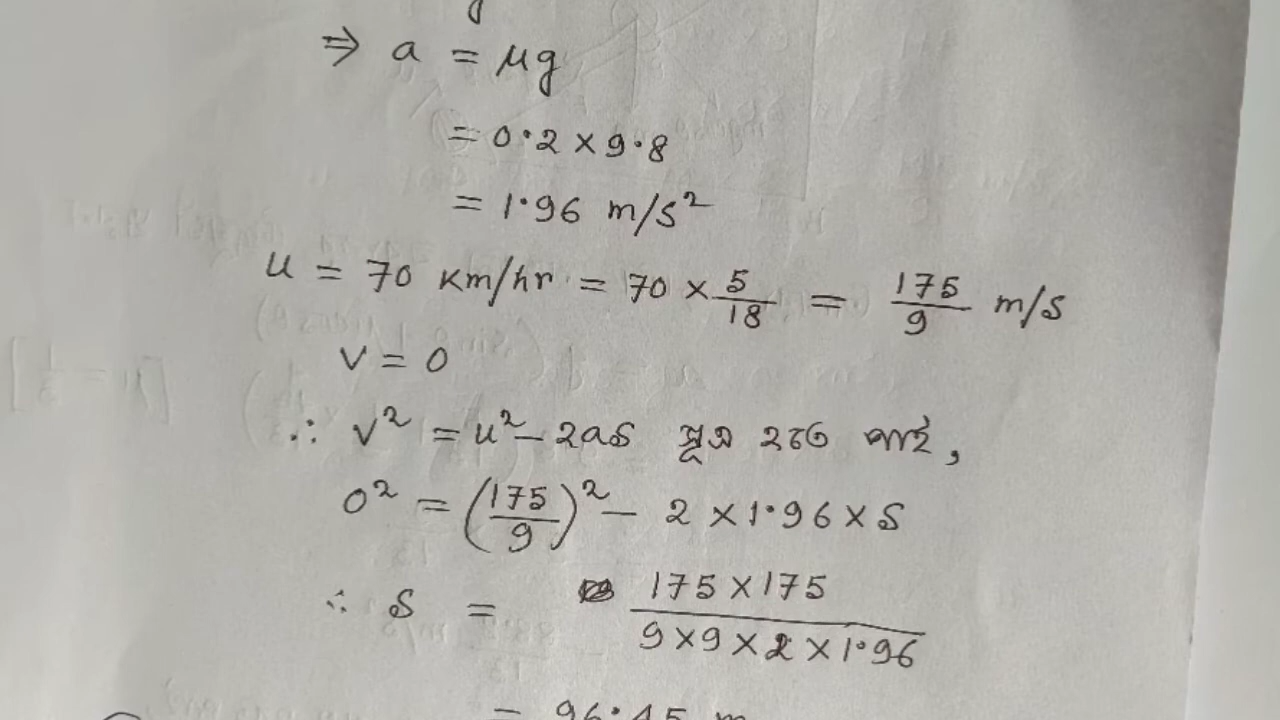 ⇒ a = μg
= 0.2 × 9.8
= 1.96 m/s²
u = 70 km/hr = 70 × 5/18 = 175/9 m/s
v = 0
∴ v² = u² - 2as সূত্র হতে পাই,
0² = (175/9)² - 2 × 1.96 × s
∴ s = 175 × 175 / 9 × 9 × 2 × 1.96
= 96.45 m